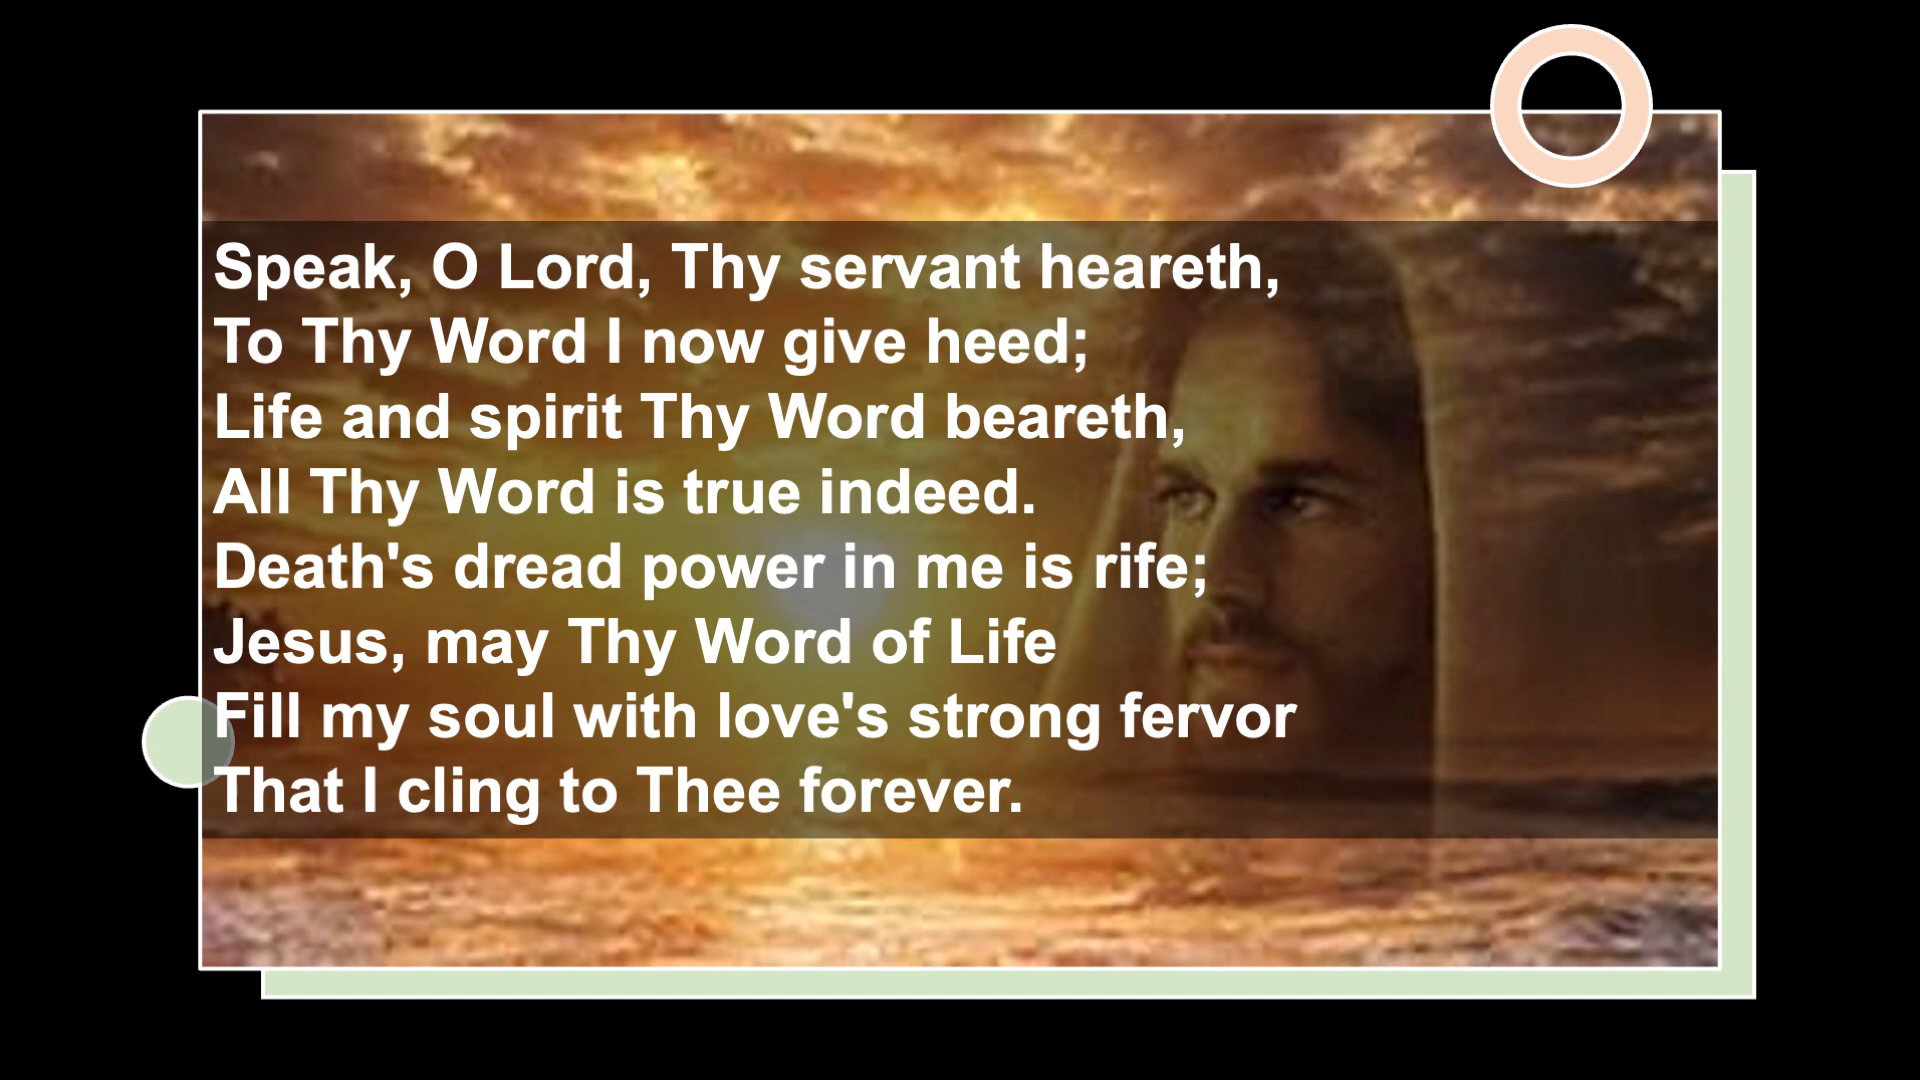 Speak, O Lord, Thy servant heareth,
To Thy Word I now give heed;
Life and spirit Thy Word beareth,
All Thy Word is true indeed.
Death's dread power in me is rife;
Jesus, may Thy Word of Life
Fill my soul with love's strong fervor
That I cling to Thee forever.